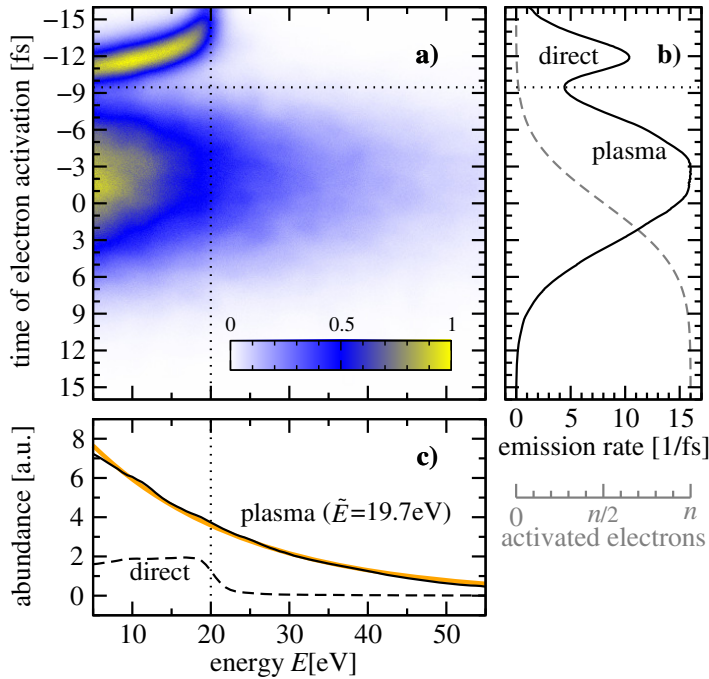 −15
−12
−9
−6
−3
0
3
6
9
12
15
time of electron activation [fs]
a)
0 0.5 1
b)
direct
plasma
0 5 10 15
emission rate [1/fs]
0 n/2 n
activated electrons
8
6
4
2
0
abundance [a.u.]
c)
plasma (Ẽ=19.7eV)
direct
10 20 30 40 50
energy E[eV]